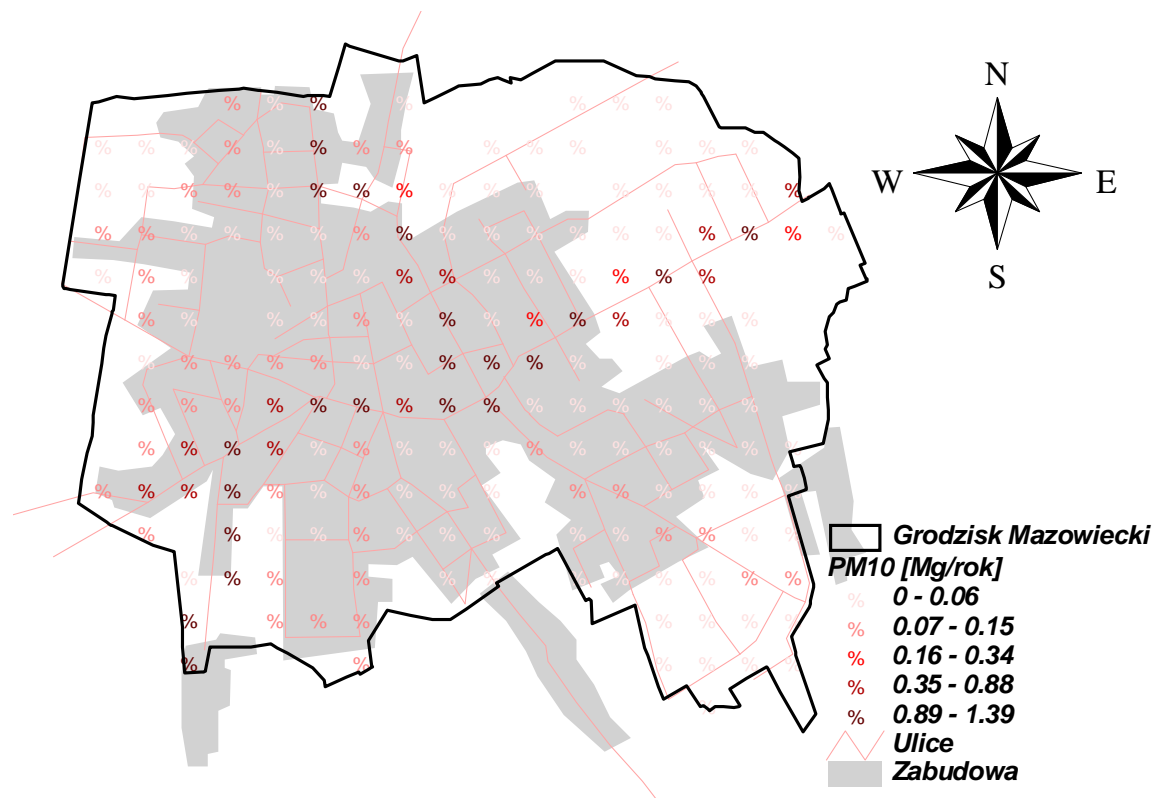 N
W E
S
Grodzisk Mazowiecki
PM10 [Mg/rok]
% 0 - 0.06
% 0.07 - 0.15
% 0.16 - 0.34
% 0.35 - 0.88
% 0.89 - 1.39
Ulice
Zabudowa